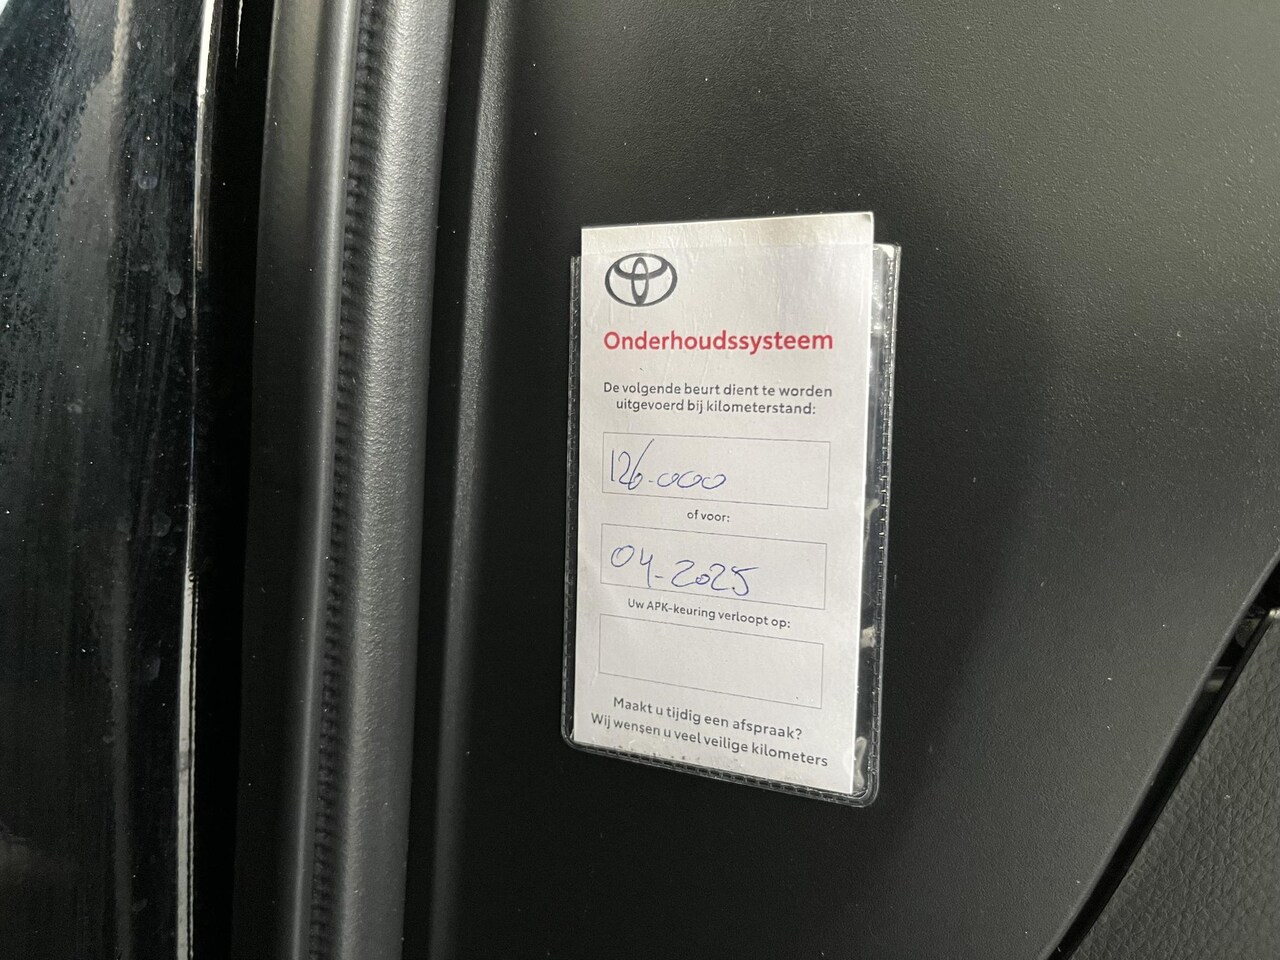 Onderhoudssysteem
De volgende beurt dient te worden
uitgevoerd bij kilometerstand:
126.000
of voor:
04-2025
Uw APK-keuring verloopt op:
Maakt u tijdig een afspraak?
Wij wensen u veel veilige kilometers